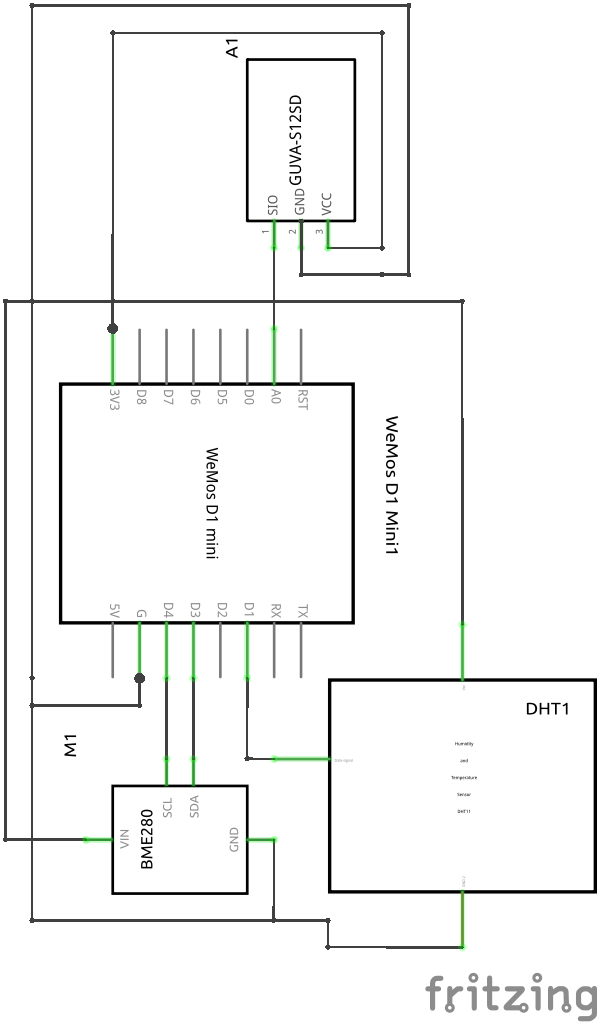 A1
GUVA-S12SD
SIO
GND
VCC
1
2
3
3V3
D8
D7
D6
D5
D0
A0
RST
WeMos D1 mini
WeMos D1 Mini1
5V
G
D4
D3
D2
D1
RX
TX
M1
BME280
SCL
SDA
VIN
GND
DHT1
Humidity
and
Temperature
Sensor
DHT11
fritzing